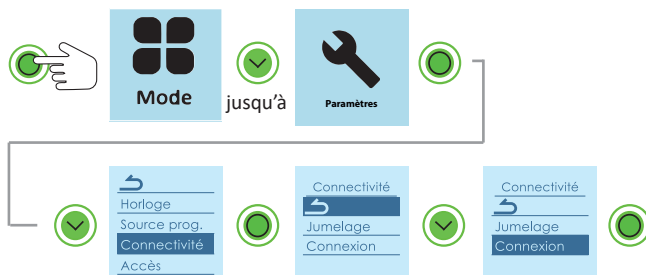 Mode
jusqu'à
Paramètres
Horloge
Source prog.
Connectivité
Accès
Connectivité
Jumelage
Connexion
Connectivité
Jumelage
Connexion